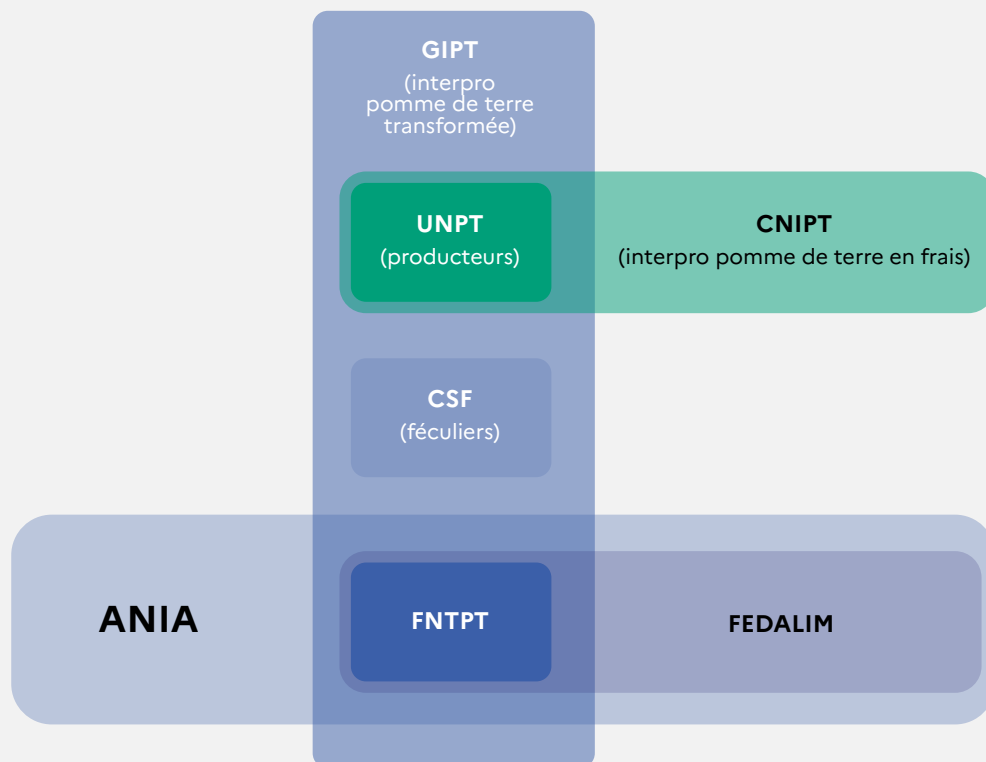 GIPT
(interpro
pomme de terre
transformée)
UNPT
(producteurs)
CNIPT
(interpro pomme de terre en frais)
CSF
(féculiers)
ANIA
FNTPT
FEDALIM